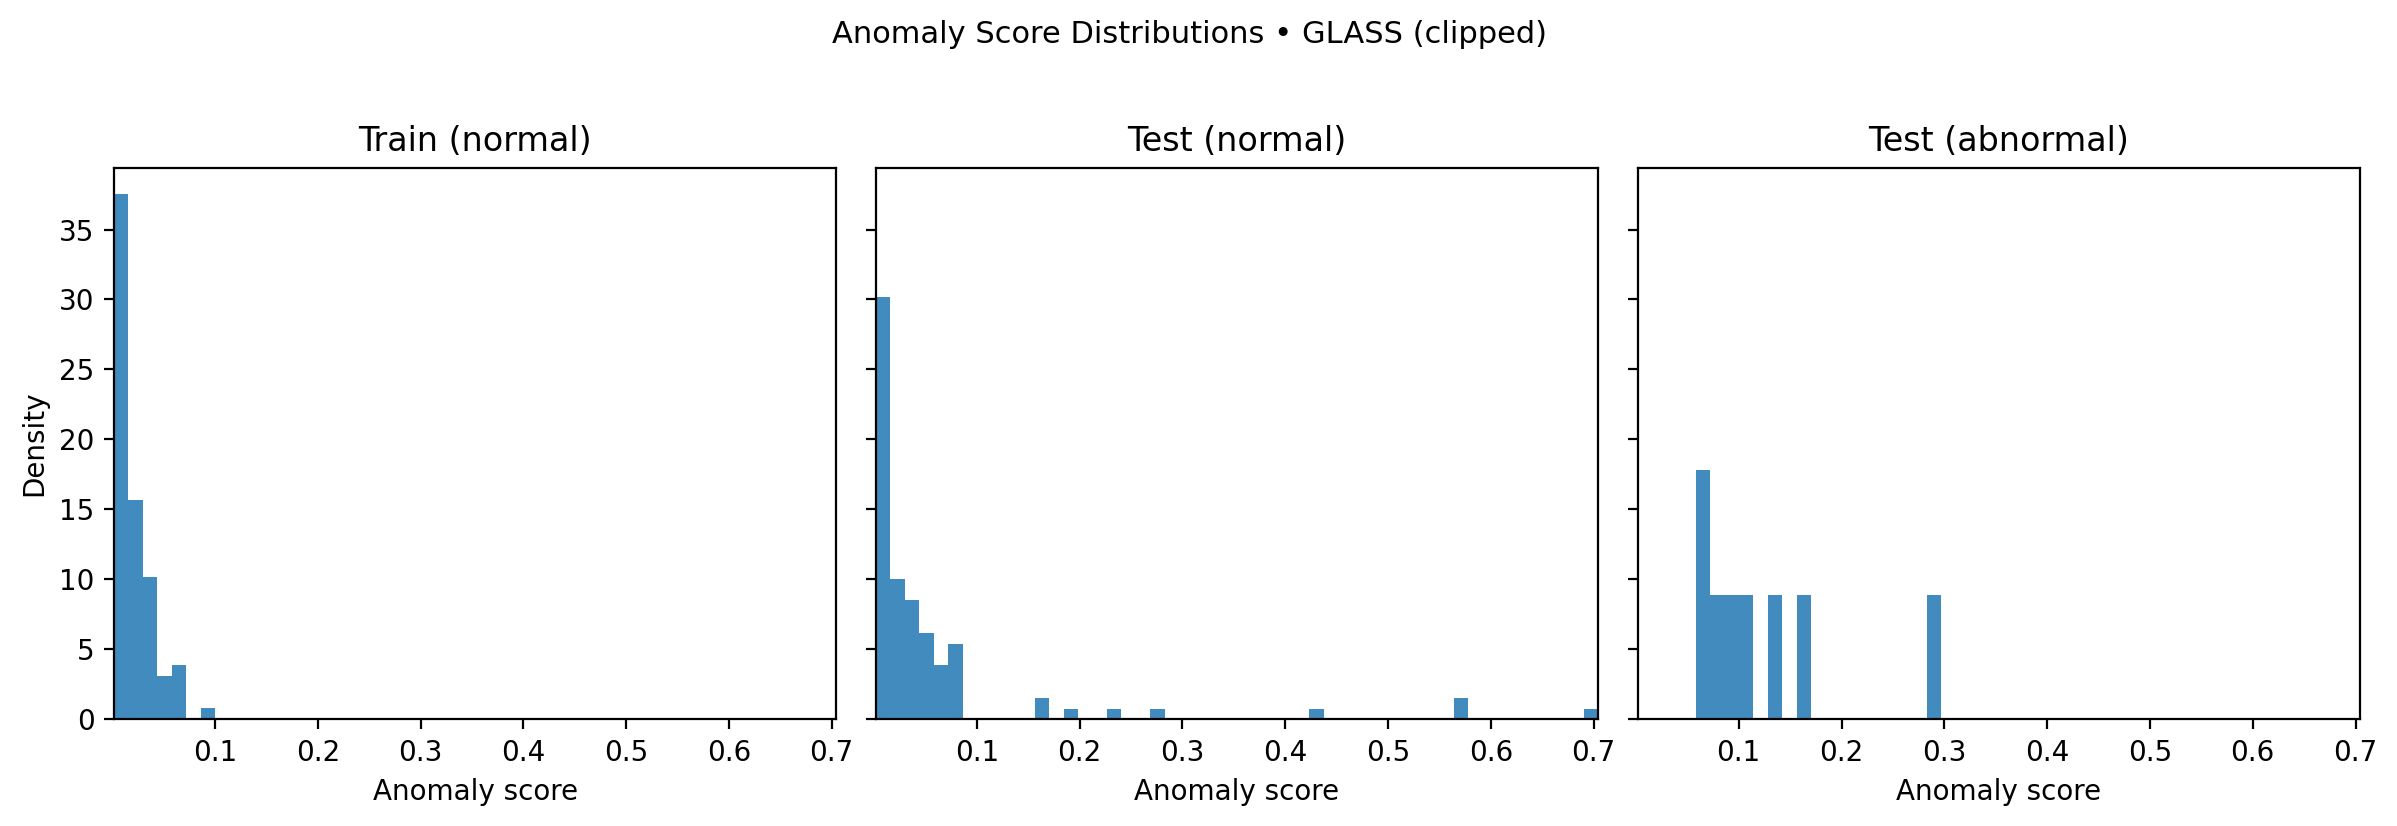 Anomaly Score Distributions • GLASS (clipped)
Train (normal)
Test (normal)
Test (abnormal)
Density
35
30
25
20
15
10
5
0
0.1 0.2 0.3 0.4 0.5 0.6 0.7
0.1 0.2 0.3 0.4 0.5 0.6 0.7
0.1 0.2 0.3 0.4 0.5 0.6 0.7
Anomaly score
Anomaly score
Anomaly score